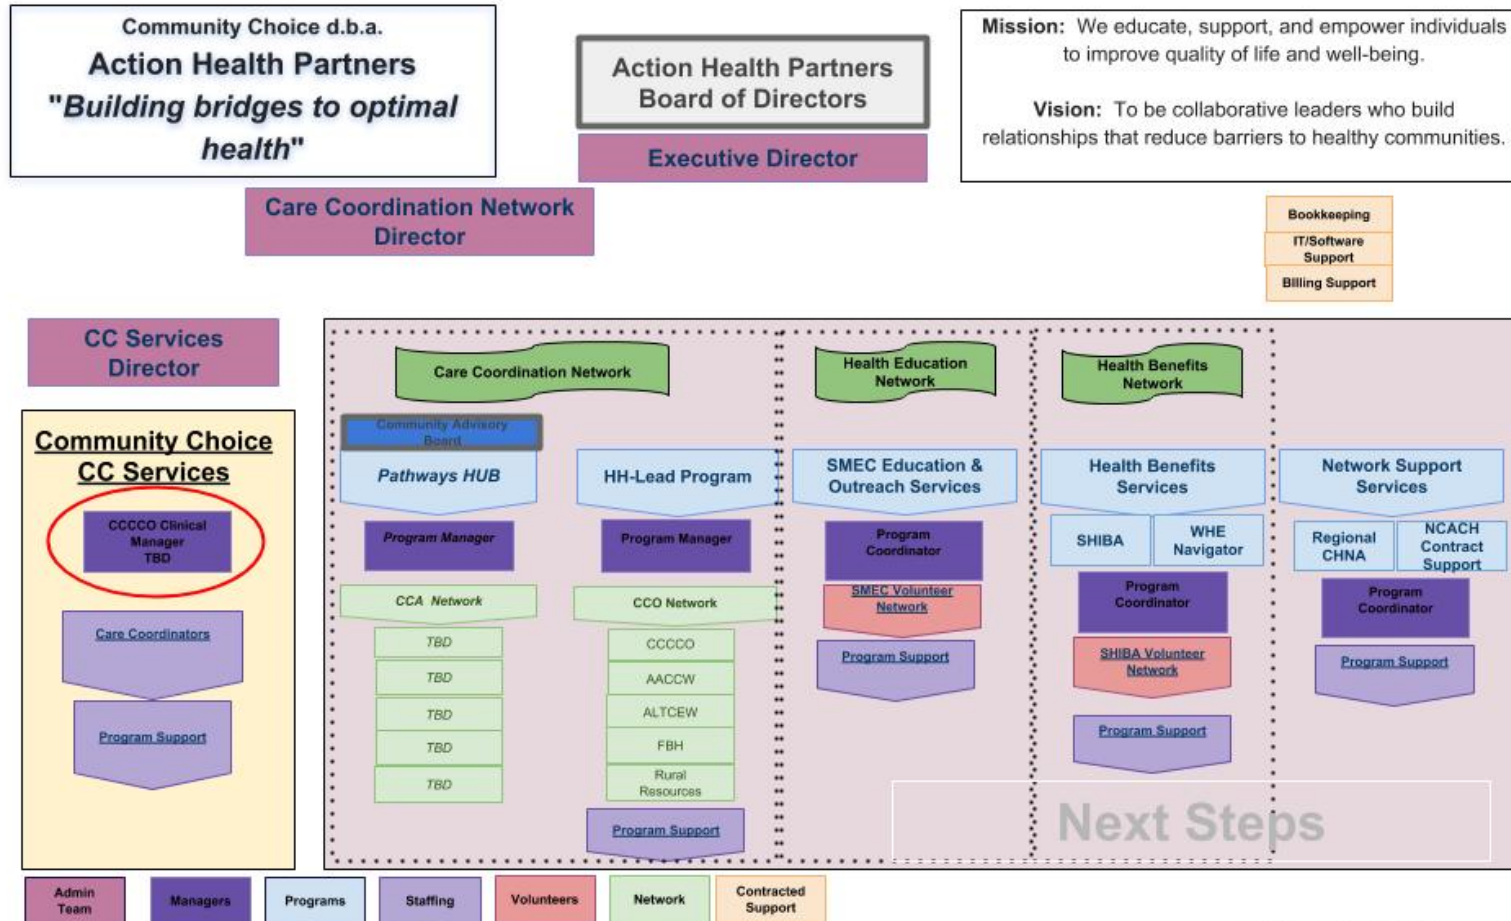 Community Choice d.b.a.
Action Health Partners
"Building bridges to optimal
health"
Action Health Partners
Board of Directors
Executive Director
Mission: We educate, support, and empower individuals
to improve quality of life and well-being.
Vision: To be collaborative leaders who build
relationships that reduce barriers to healthy communities.
Care Coordination Network
Director
Bookkeeping
IT/Software
Support
Billing Support
CC Services
Director
Community Choice
CC Services
CCCCO Clinical
Manager
TBD
Care Coordinators
Program Support
Care Coordination Network
Community Advisory
Board
Pathways HUB
Program Manager
CCA Network
TBD
TBD
TBD
TBD
TBD
HH-Lead Program
Program Manager
CCO Network
CCCCO
AACCW
ALTCEW
FBH
Rural
Resources
Program Support
Health Education
Network
SMEC Education &
Outreach Services
Program
Coordinator
SMEC Volunteer
Network
Program Support
Health Benefits
Network
Health Benefits
Services
SHIBA
WHE
Navigator
Program
Coordinator
SHIBA Volunteer
Network
Program Support
Network Support
Services
Regional
CHNA
NCACH
Contract
Support
Program
Coordinator
Program Support
Next Steps
Admin
Team
Managers
Programs
Staffing
Volunteers
Network
Contracted
Support